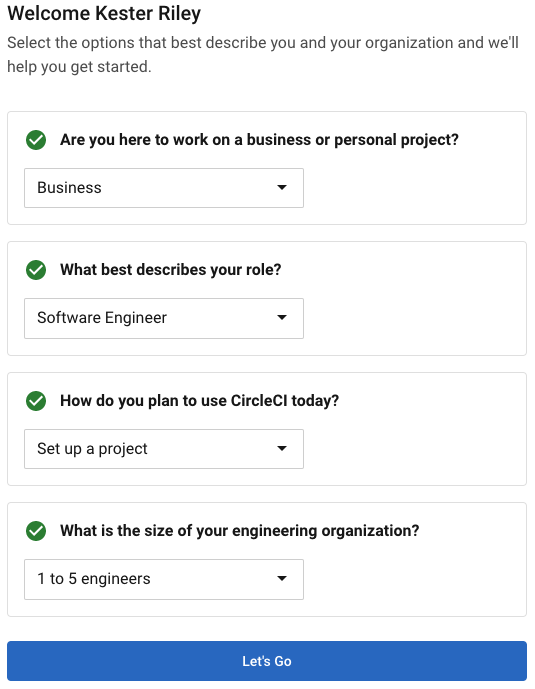 Welcome Kester Riley
Select the options that best describe you and your organization and we'll
help you get started.
Are you here to work on a business or personal project?
Business
What best describes your role?
Software Engineer
How do you plan to use CircleCI today?
Set up a project
What is the size of your engineering organization?
1 to 5 engineers
Let's Go